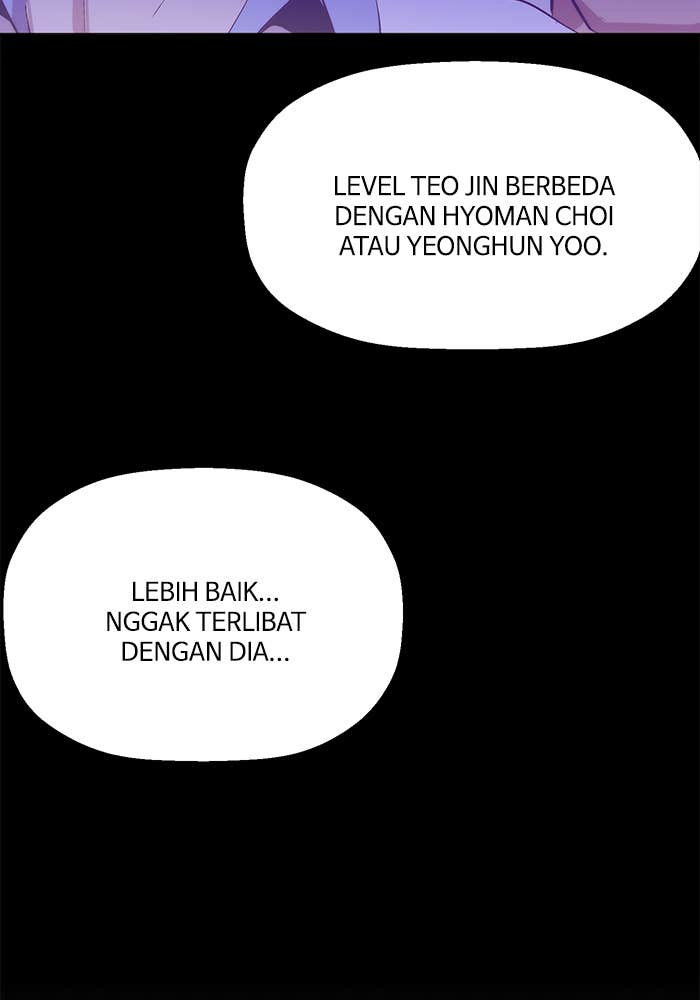 LEVEL TEO JIN BERBEDA
DENGAN HYOMAN CHOI
ATAU YEONGHUN YOO.
LEBIH BAIK...
NGGAK TERLIBAT
DENGAN DIA...